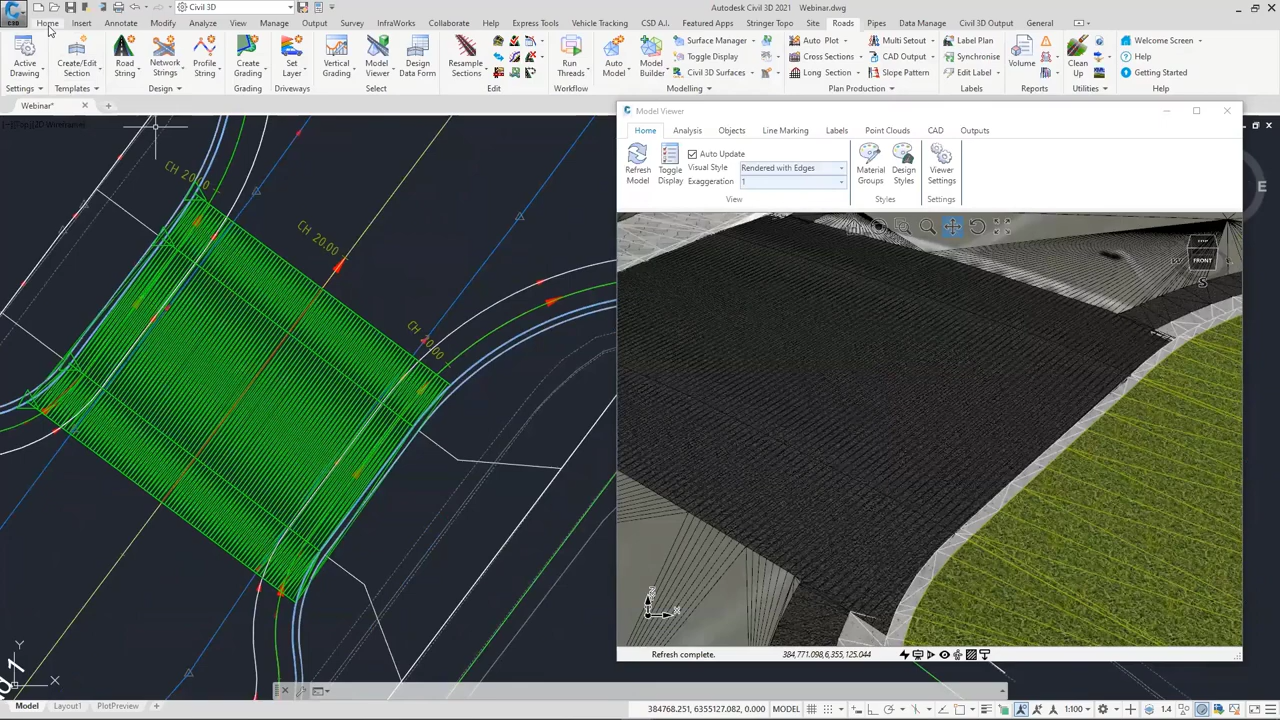 Civil 3D
Autodesk Civil 3D 2021 Webinar.dwg
C3D
Home Insert Annotate Modify Analyze View Manage Output Survey InfraWorks Collaborate Help Express Tools Vehicle Tracking CSD A.I. Featured Apps Stringer Topo Site Roads Pipes Data Manage Civil 3D Output General
Active Drawing
Create/Edit Section
Road String
Network Strings
Profile String
Create Grading
Set Layer
Vertical Grading
Model Viewer
Design Data Form
Resample Sections
Run Threads
Auto Model
Model Builder
Surface Manager
Toggle Display
Civil 3D Surfaces
Auto Plot
Cross Sections
Long Section
Multi Setout
CAD Output
Slope Pattern
Label Plan
Synchronise
Edit Label
Volume
Clean Up
Welcome Screen
Help
Getting Started
Settings Templates Design Grading Driveways Select Edit Workflow Modelling Plan Production Labels Reports Utilities Help
Webinar*
CH 20.00
CH 20.00
Model Viewer
Home Analysis Objects Line Marking Labels Point Clouds CAD Outputs
Refresh Model
Toggle Display
Auto Update
Visual Style Rendered with Edges
Exaggeration 1
Material Groups
Design Styles
Viewer Settings
View Styles Settings
TOP
FRONT
S
E
X
Refresh complete. 384,771.098,6,355,125.044
Y
X
Model Layout1 PlotPreview
384768.251, 6355127.082, 0.000 MODEL 1:100 1.4